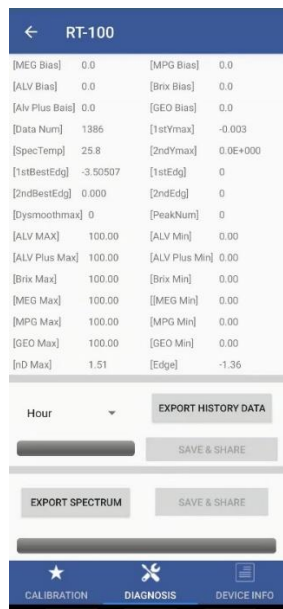 RT-100
[MEG Bias] 0.0 [MPG Bias] 0.0
[ALV Bias] 0.0 [Brix Bias] 0.0
[Alv Plus Bais] 0.0 [GEO Bias] 0.0
[Data Num] 1386 [1stYmax] -0.003
[SpecTemp] 25.8 [2ndYmax] 0.0E+000
[1stBestEdg] -3.50507 [1stEdg] 0
[2ndBestEdg] 0.000 [2ndEdg] 0
[Dysmoothmax] 0 [PeakNum] 0
[ALV MAX] 100.00 [ALV Min] 0.00
[ALV Plus Max] 100.00 [ALV Plus Min] 0.00
[Brix Max] 100.00 [Brix Min] 0.00
[MEG Max] 100.00 [[MEG Min] 0.00
[MPG Max] 100.00 [MPG Min] 0.00
[GEO Max] 100.00 [GEO Min] 0.00
[nD Max] 1.51 [Edge] -1.36
Hour EXPORT HISTORY DATA
SAVE & SHARE
EXPORT SPECTRUM SAVE & SHARE
CALIBRATION DIAGNOSIS DEVICE INFO